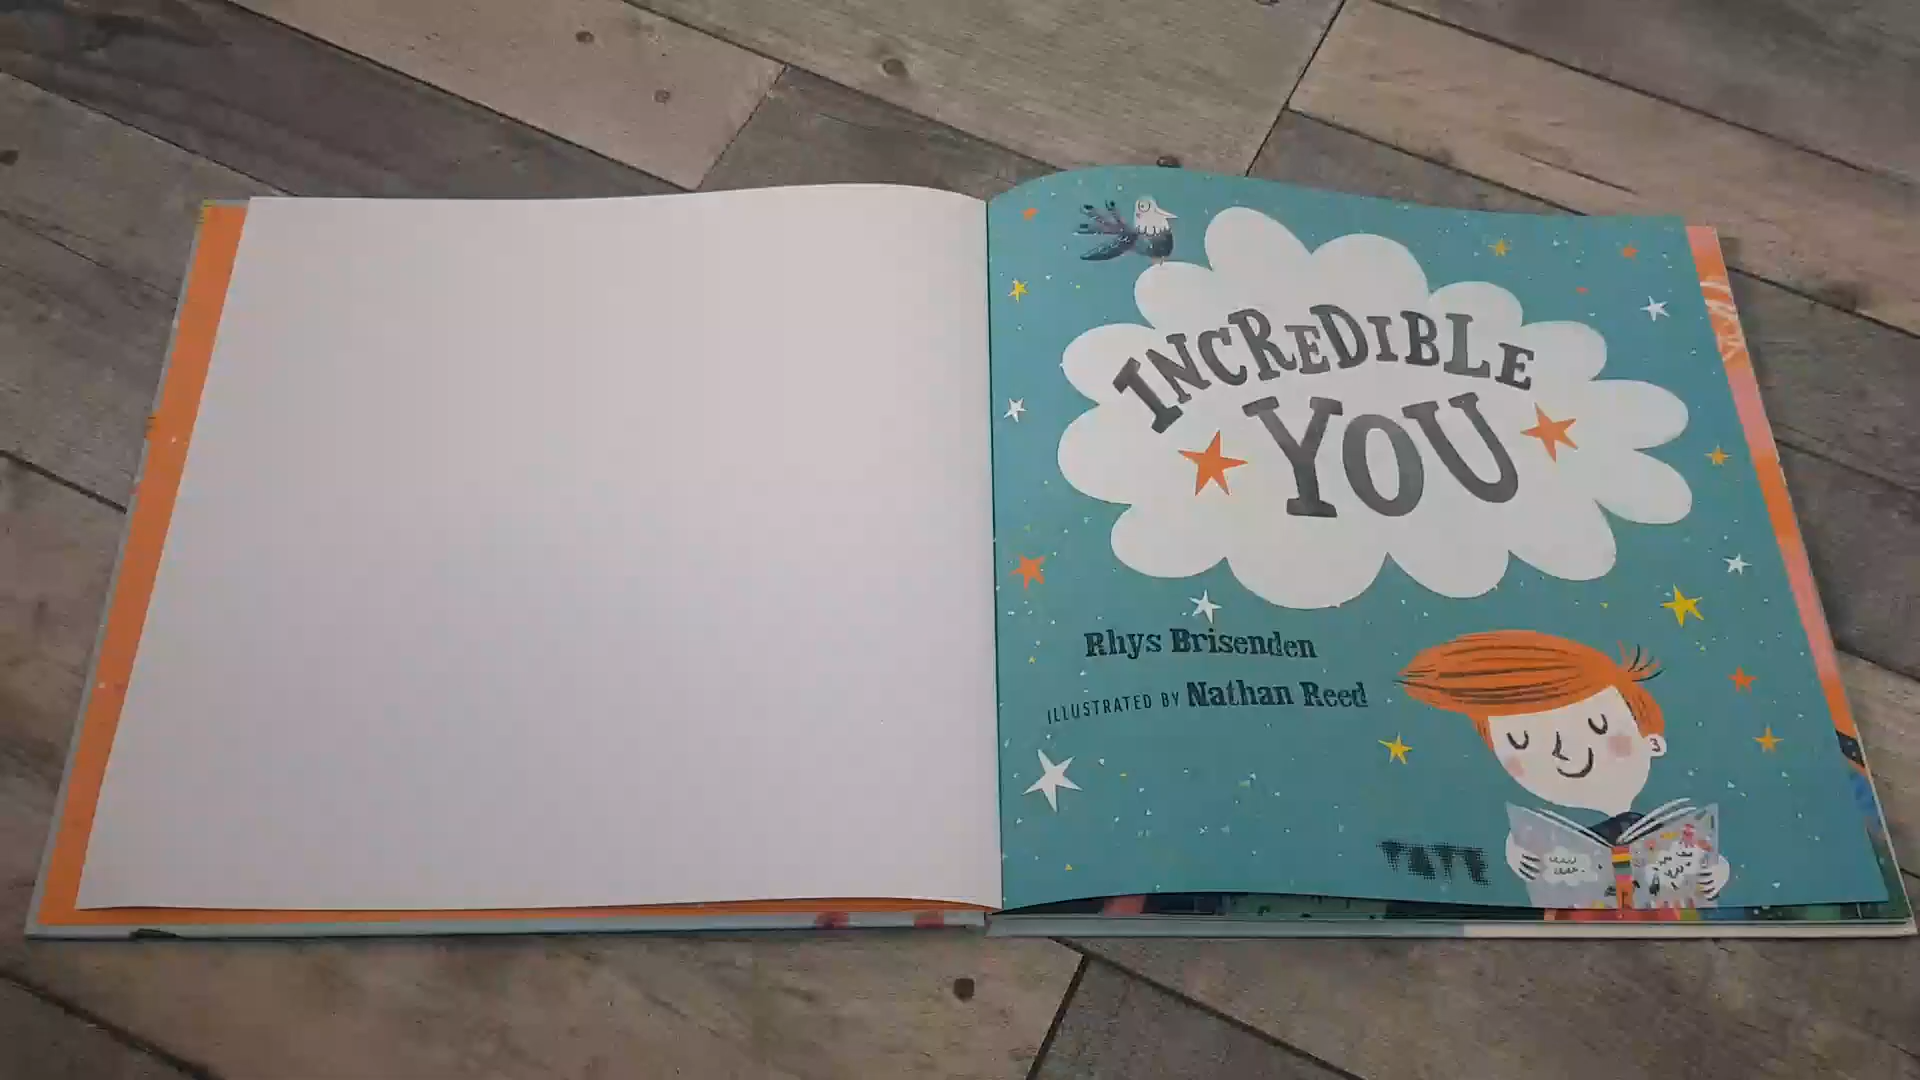 INCREDIBLE
YOU
Rhys Brisenden
ILLUSTRATED BY Nathan Reed
TATE